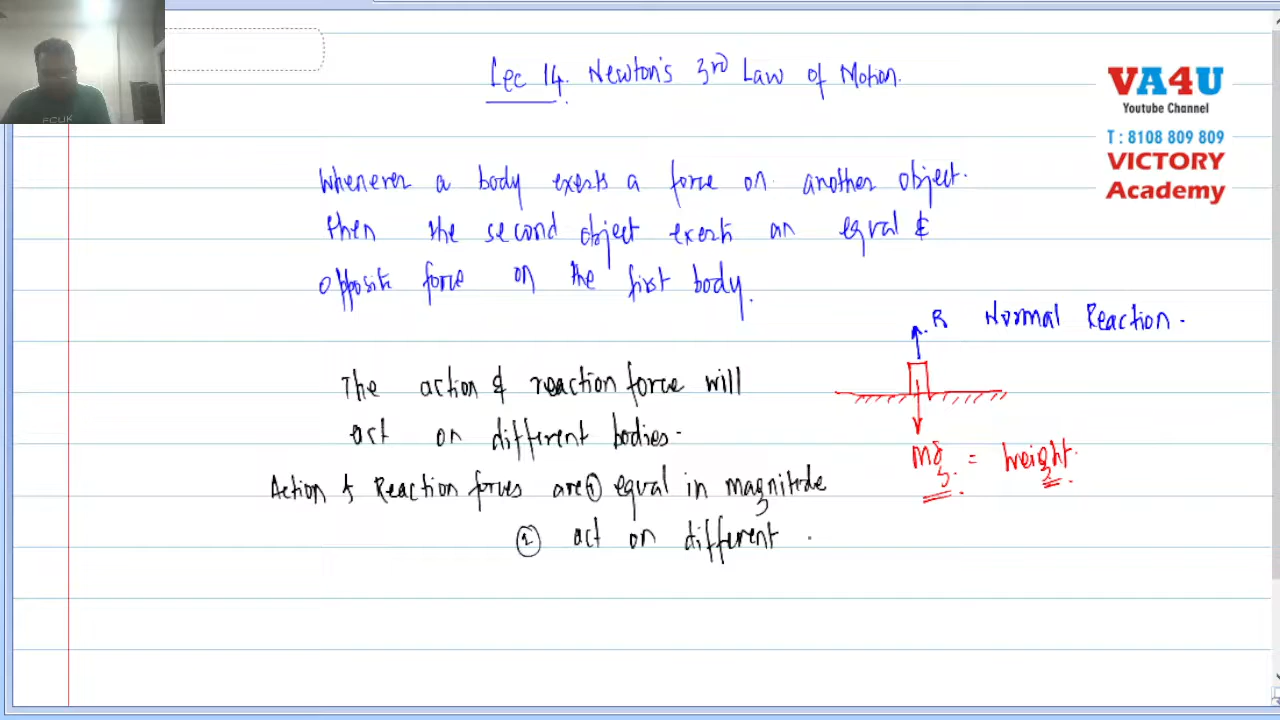 Lec 14. Newton's 3rd Law of Motion.
VA4U
Youtube Channel
T : 8108 809 809
VICTORY
Academy
Whenever a body exerts a force on another object.
then the second object exerts an equal &
opposite force on the first body.
R Normal Reaction.
The action & reaction force will
act on different bodies.
mg = weight.
Action & Reaction forces are ① equal in magnitude
② act on different
FCUK